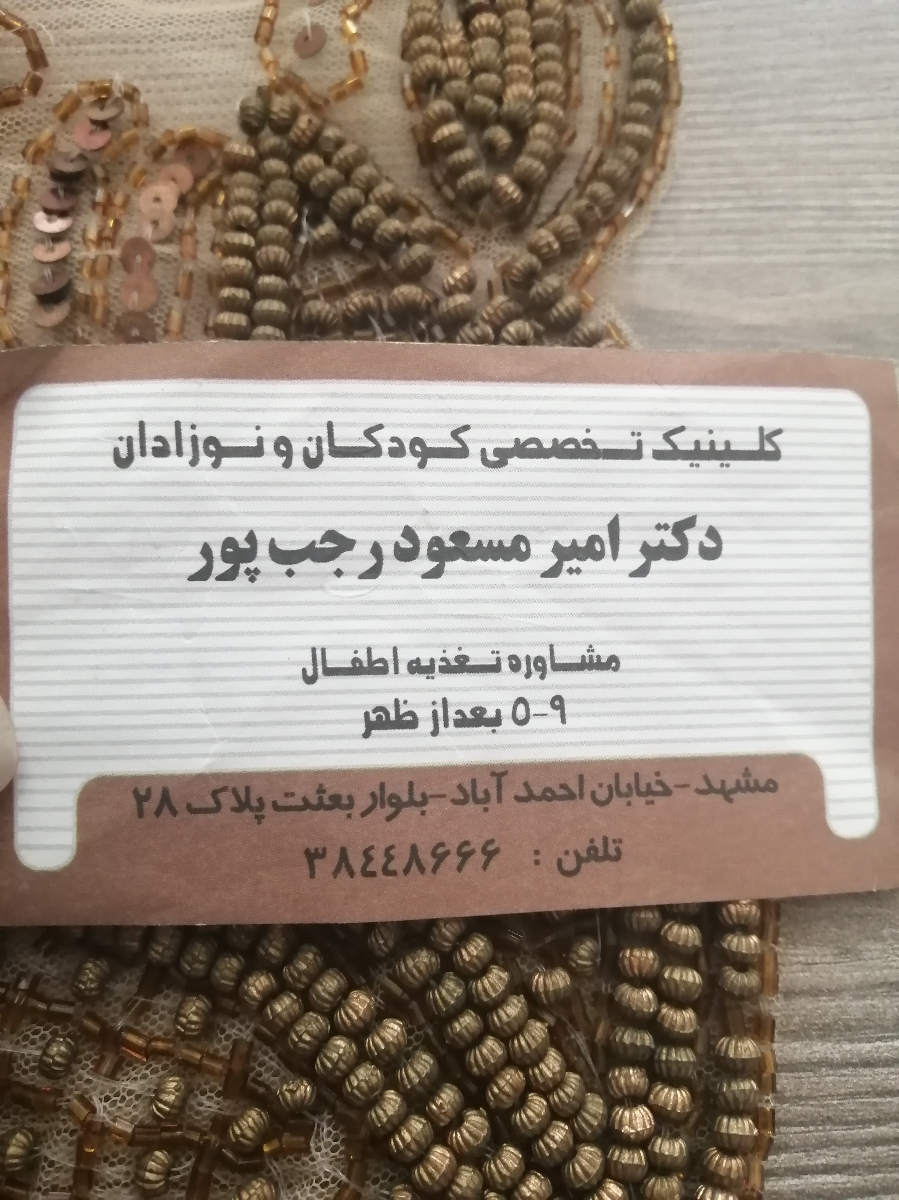 کلینیک تخصصی کودکان و نوزادان
دکتر امیر مسعود رجب پور
مشاوره تغذیه اطفال
۵-۹ بعداز ظهر
مشهد-خیابان احمد آباد-بلوار بعثت پلاک ۲۸
تلفن : ۳۸۴۴۸۶۶۶